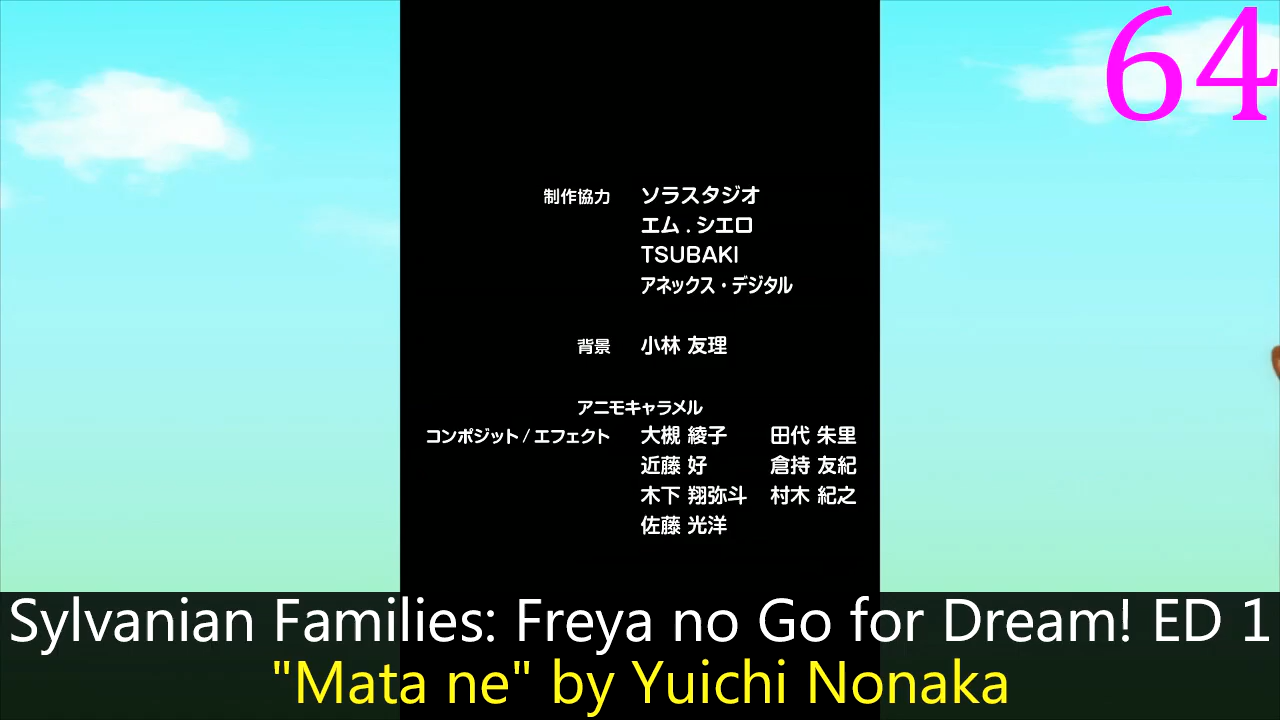 64
制作協力 ソラスタジオ
エム．シエロ
TSUBAKI
アネックス・デジタル
背景 小林 友理
アニモキャラメル
コンポジット / エフェクト 大槻 綾子 田代 朱里
近藤 好 倉持 友紀
木下 翔弥斗 村木 紀之
佐藤 光洋
Sylvanian Families: Freya no Go for Dream! ED 1
"Mata ne" by Yuichi Nonaka